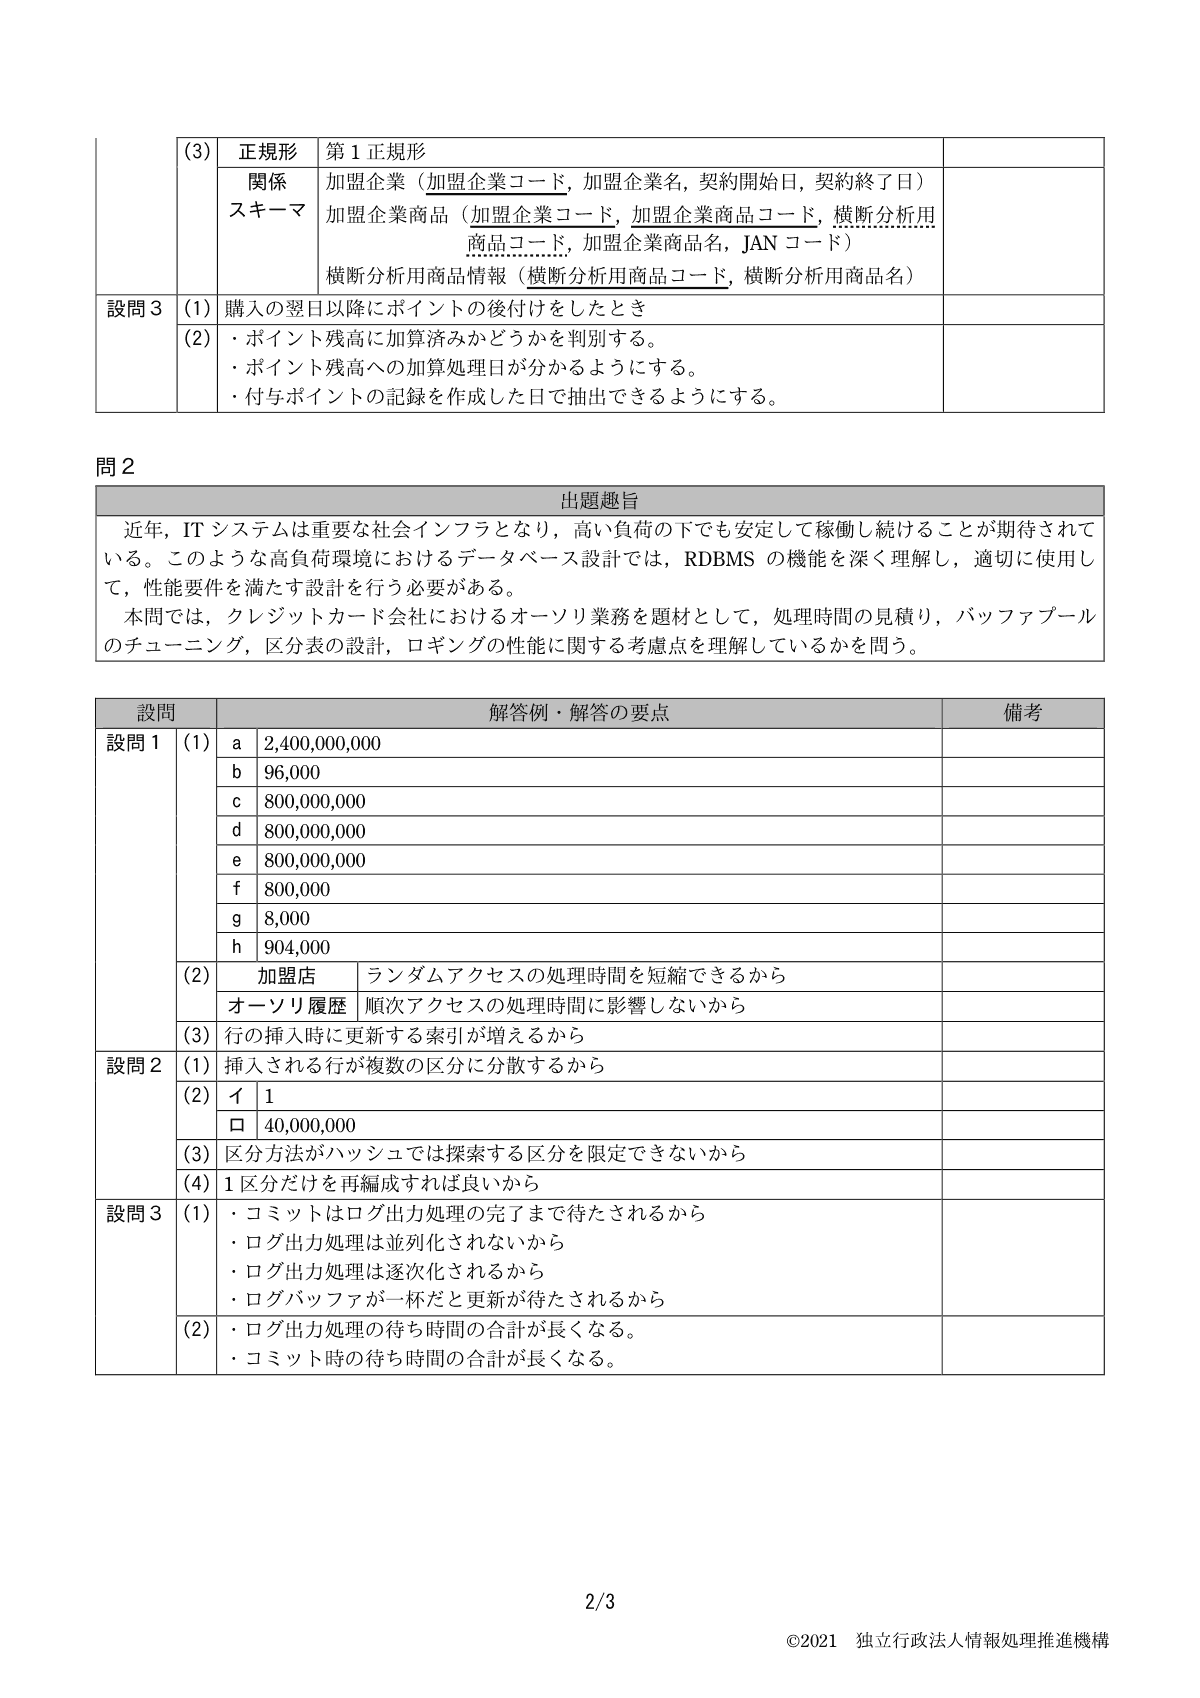 (3) 正規形 第1正規形
関係 加盟企業（加盟企業コード，加盟企業名，契約開始日，契約終了日）
スキーマ 加盟企業商品（加盟企業コード，加盟企業商品コード，横断分析用
商品コード，加盟企業商品名，JAN コード）
横断分析用商品情報（横断分析用商品コード，横断分析用商品名）
設問3 (1) 購入の翌日以降にポイントの後付けをしたとき
(2) ・ポイント残高に加算済みかどうかを判別する。
・ポイント残高への加算処理日が分かるようにする。
・付与ポイントの記録を作成した日で抽出できるようにする。
問2
出題趣旨
近年，IT システムは重要な社会インフラとなり，高い負荷の下でも安定して稼働し続けることが期待されて
いる。このような高負荷環境におけるデータベース設計では，RDBMS の機能を深く理解し，適切に使用し
て，性能要件を満たす設計を行う必要がある。
本問では，クレジットカード会社におけるオーソリ業務を題材として，処理時間の見積り，バッファプール
のチューニング，区分表の設計，ロギングの性能に関する考慮点を理解しているかを問う。
設問 解答例・解答の要点 備考
設問1 (1) a 2,400,000,000
b 96,000
c 800,000,000
d 800,000,000
e 800,000,000
f 800,000
g 8,000
h 904,000
(2) 加盟店 ランダムアクセスの処理時間を短縮できるから
オーソリ履歴 順次アクセスの処理時間に影響しないから
(3) 行の挿入時に更新する索引が増えるから
設問2 (1) 挿入される行が複数の区分に分散するから
(2) イ 1
ロ 40,000,000
(3) 区分方法がハッシュでは探索する区分を限定できないから
(4) 1区分だけを再編成すれば良いから
設問3 (1) ・コミットはログ出力処理の完了まで待たされるから
・ログ出力処理は並列化されないから
・ログ出力処理は逐次化されるから
・ログバッファが一杯だと更新が待たされるから
(2) ・ログ出力処理の待ち時間の合計が長くなる。
・コミット時の待ち時間の合計が長くなる。
2/3
©2021 独立行政法人情報処理推進機構